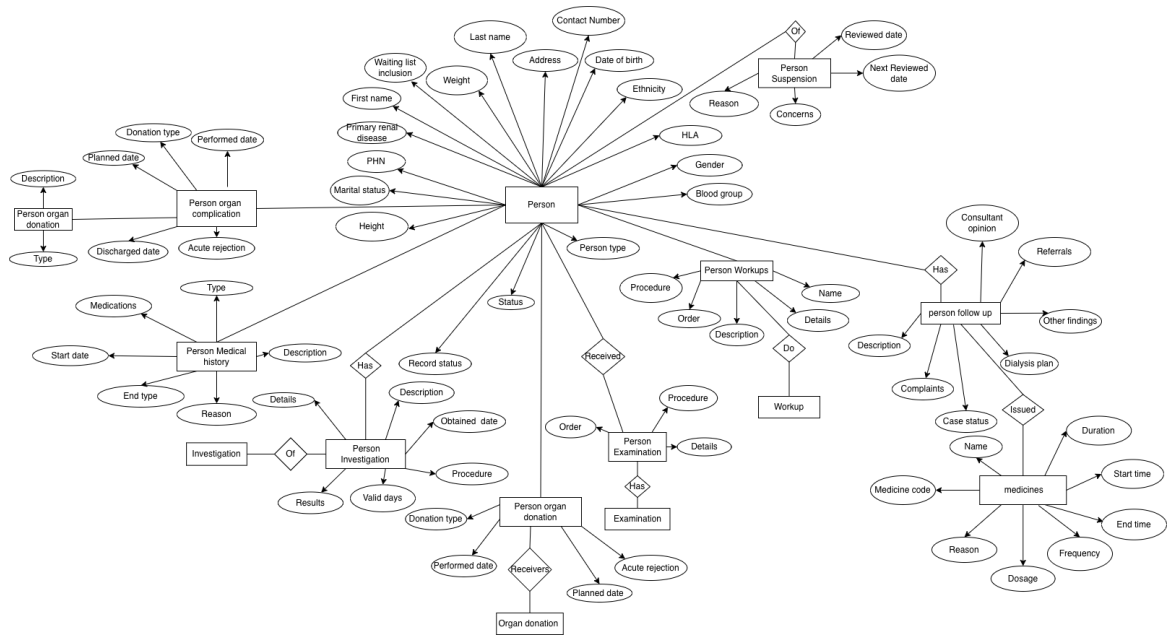 Contact Number
Last name
Of
Reviewed date
Waiting list
inclusion
Address
Date of birth
Person
Suspension
Next Reviewed
date
Weight
Ethnicity
First name
Reason
Concerns
Donation type
Performed date
Primary renal
disease
HLA
Planned date
PHN
Gender
Description
Marital status
Blood group
Person organ
complication
Person
Person organ
donation
Height
Consultant
opinion
Discharged date
Acute rejection
Person type
Referrals
Type
Has
Person Workups
Procedure
Name
Type
Status
Medications
Order
Description
Details
person follow up
Other findings
Start date
Person Medical
history
Description
Has
Record status
Received
Do
Description
Dialysis plan
End type
Reason
Complaints
Details
Description
Procedure
Workup
Issued
Case status
Obtained date
Order
Duration
Investigation
Of
Person
Investigation
Person
Examination
Details
Name
Procedure
Start time
Results
Valid days
Has
Medicine code
medicines
Donation type
Person organ
donation
Examination
End time
Reason
Frequency
Performed date
Receivers
Acute rejection
Dosage
Planned date
Organ donation